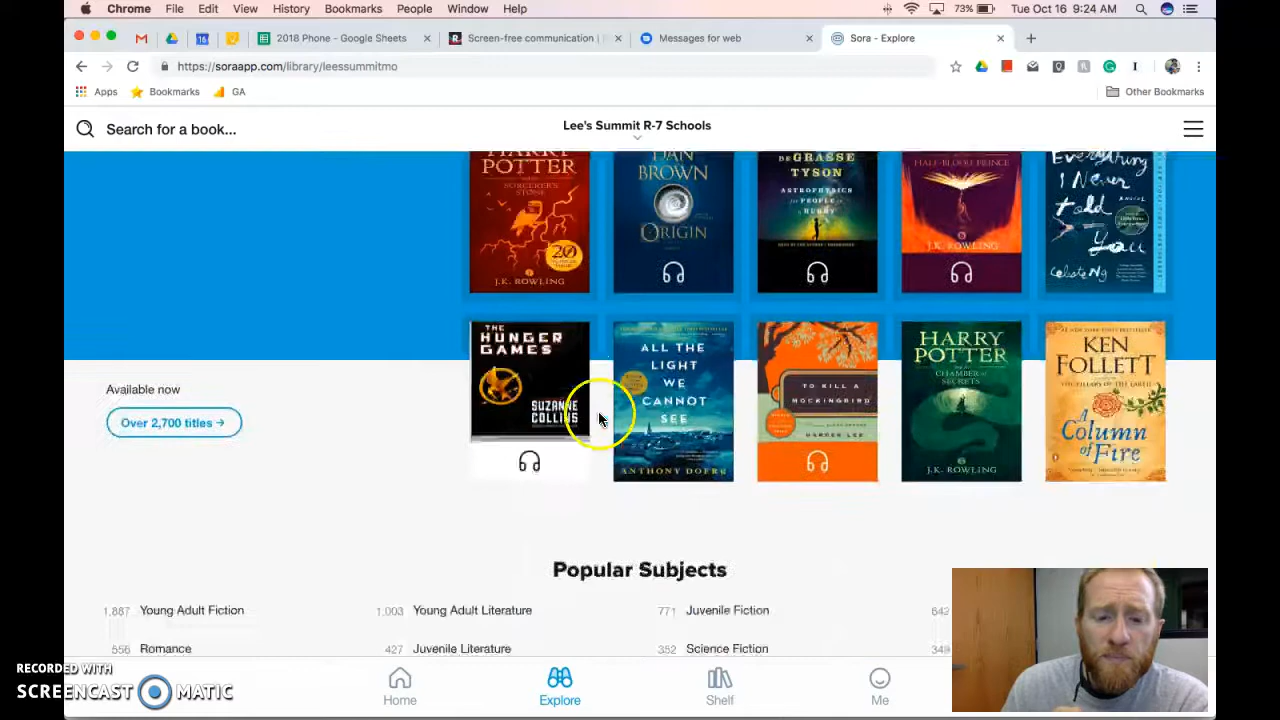 Chrome File Edit View History Bookmarks People Window Help 73% Tue Oct 16 9:24 AM
2018 Phone - Google Sheets Screen-free communication | Messages for web Sora - Explore
https://soraapp.com/library/leessummitmo
Apps Bookmarks GA Other Bookmarks
Search for a book... Lee's Summit R-7 Schools
HARRY
POTTER
SORCERER'S
STONE
20
J.K. ROWLING
DAN
BROWN
ORIGIN
DEGRASSE
TYSON
ASTROPHYSICS
FOR PEOPLE IN
A HURRY
HALF-BLOOD PRINCE
J.K. ROWLING
Everything
I Never
told
You
Celeste Ng
Available now
Over 2,700 titles →
THE
HUNGER
GAMES
SUZANNE
COLLINS
ALL THE
LIGHT
WE
CANNOT
SEE
ANTHONY DOERR
TO KILL A
MOCKINGBIRD
HARPER LEE
HARRY
POTTER
AND THE
CHAMBER OF
SECRETS
J.K. ROWLING
KEN
FOLLETT
A
Column
of Fire
Popular Subjects
1,887 Young Adult Fiction 1,003 Young Adult Literature 771 Juvenile Fiction 642
556 Romance 427 Juvenile Literature 352 Science Fiction 349
Home Explore Shelf Me
RECORDED WITH
SCREENCAST MATIC